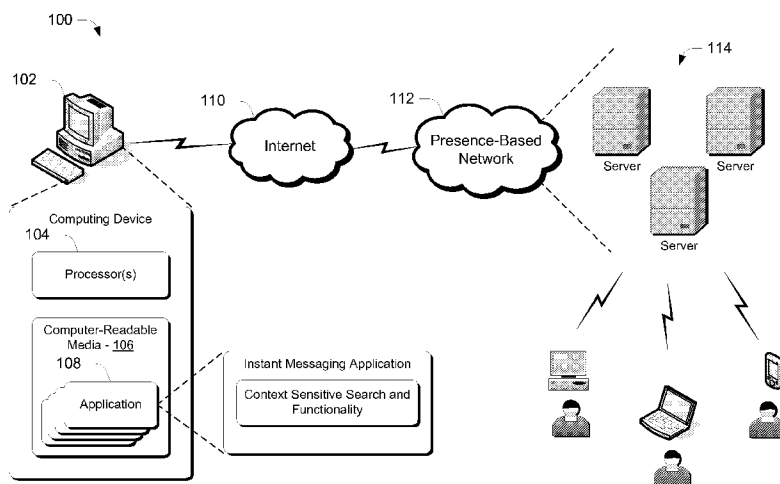 100
114
102
110
112
Internet
Presence-Based
Network
Server
Server
Server
Computing Device
104
Processor(s)
Computer-Readable
Media - 106
108
Application
Instant Messaging Application
Context Sensitive Search and
Functionality